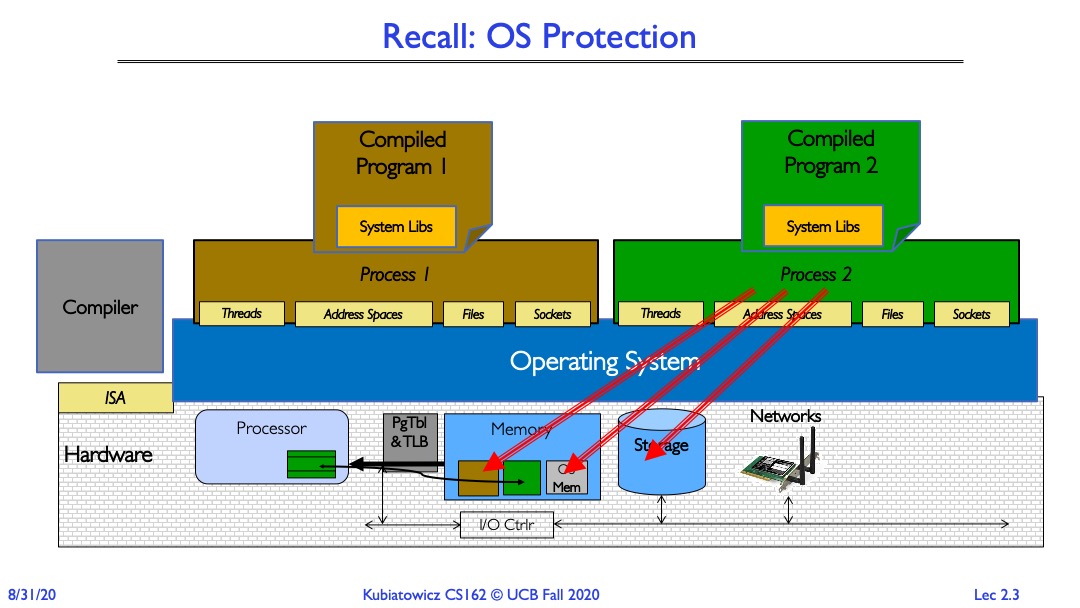 Recall: OS Protection
Compiled
Program 1
System Libs
Compiled
Program 2
System Libs
Process 1
Process 2
Threads
Address Spaces
Files
Sockets
Threads
Address Spaces
Files
Sockets
Compiler
Operating System
ISA
Hardware
Processor
PgTbl
& TLB
Memory
OS
Mem
Storage
Networks
I/O Ctrlr
8/31/20
Kubiatowicz CS162 © UCB Fall 2020
Lec 2.3